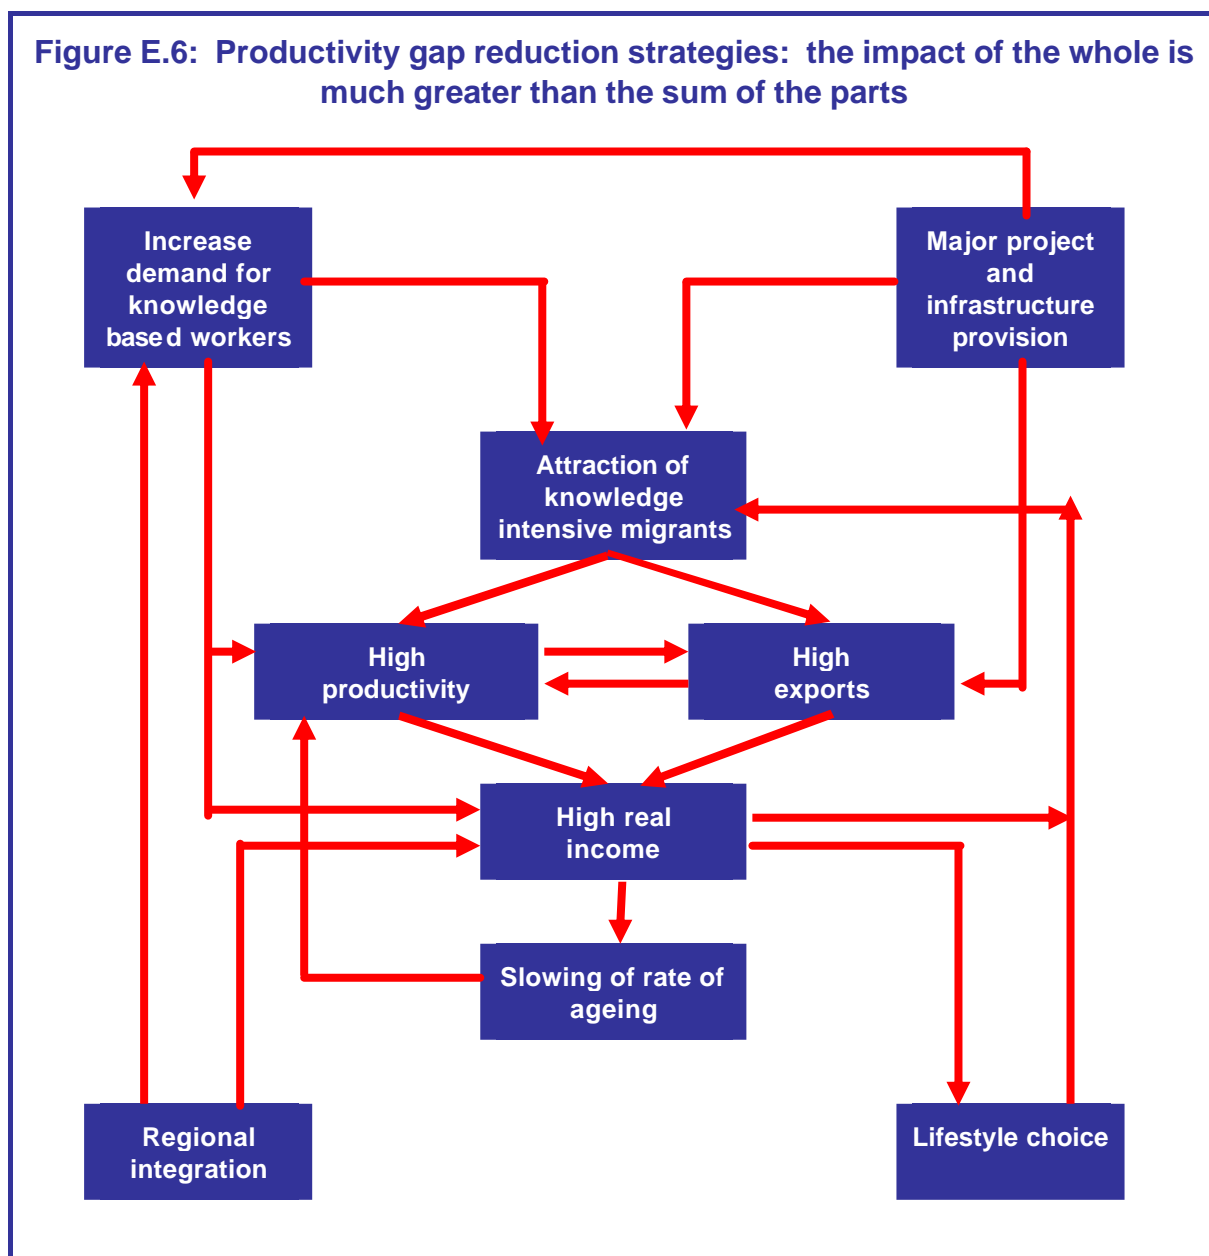 Figure E.6: Productivity gap reduction strategies: the impact of the whole is
much greater than the sum of the parts
Increase
demand for
knowledge
based workers
Major project
and
infrastructure
provision
Attraction of
knowledge
intensive migrants
High
productivity
High
exports
High real
income
Slowing of rate of
ageing
Regional
integration
Lifestyle choice